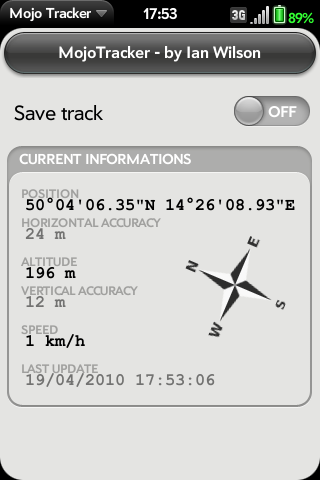 Mojo Tracker 17:53 3G 89%
MojoTracker - by Ian Wilson
Save track OFF
CURRENT INFORMATIONS
POSITION
50°04'06.35"N 14°26'08.93"E
HORIZONTAL ACCURACY
24 m
ALTITUDE
196 m
VERTICAL ACCURACY
12 m
SPEED
1 km/h
LAST UPDATE
19/04/2010 17:53:06
E
N
S
W